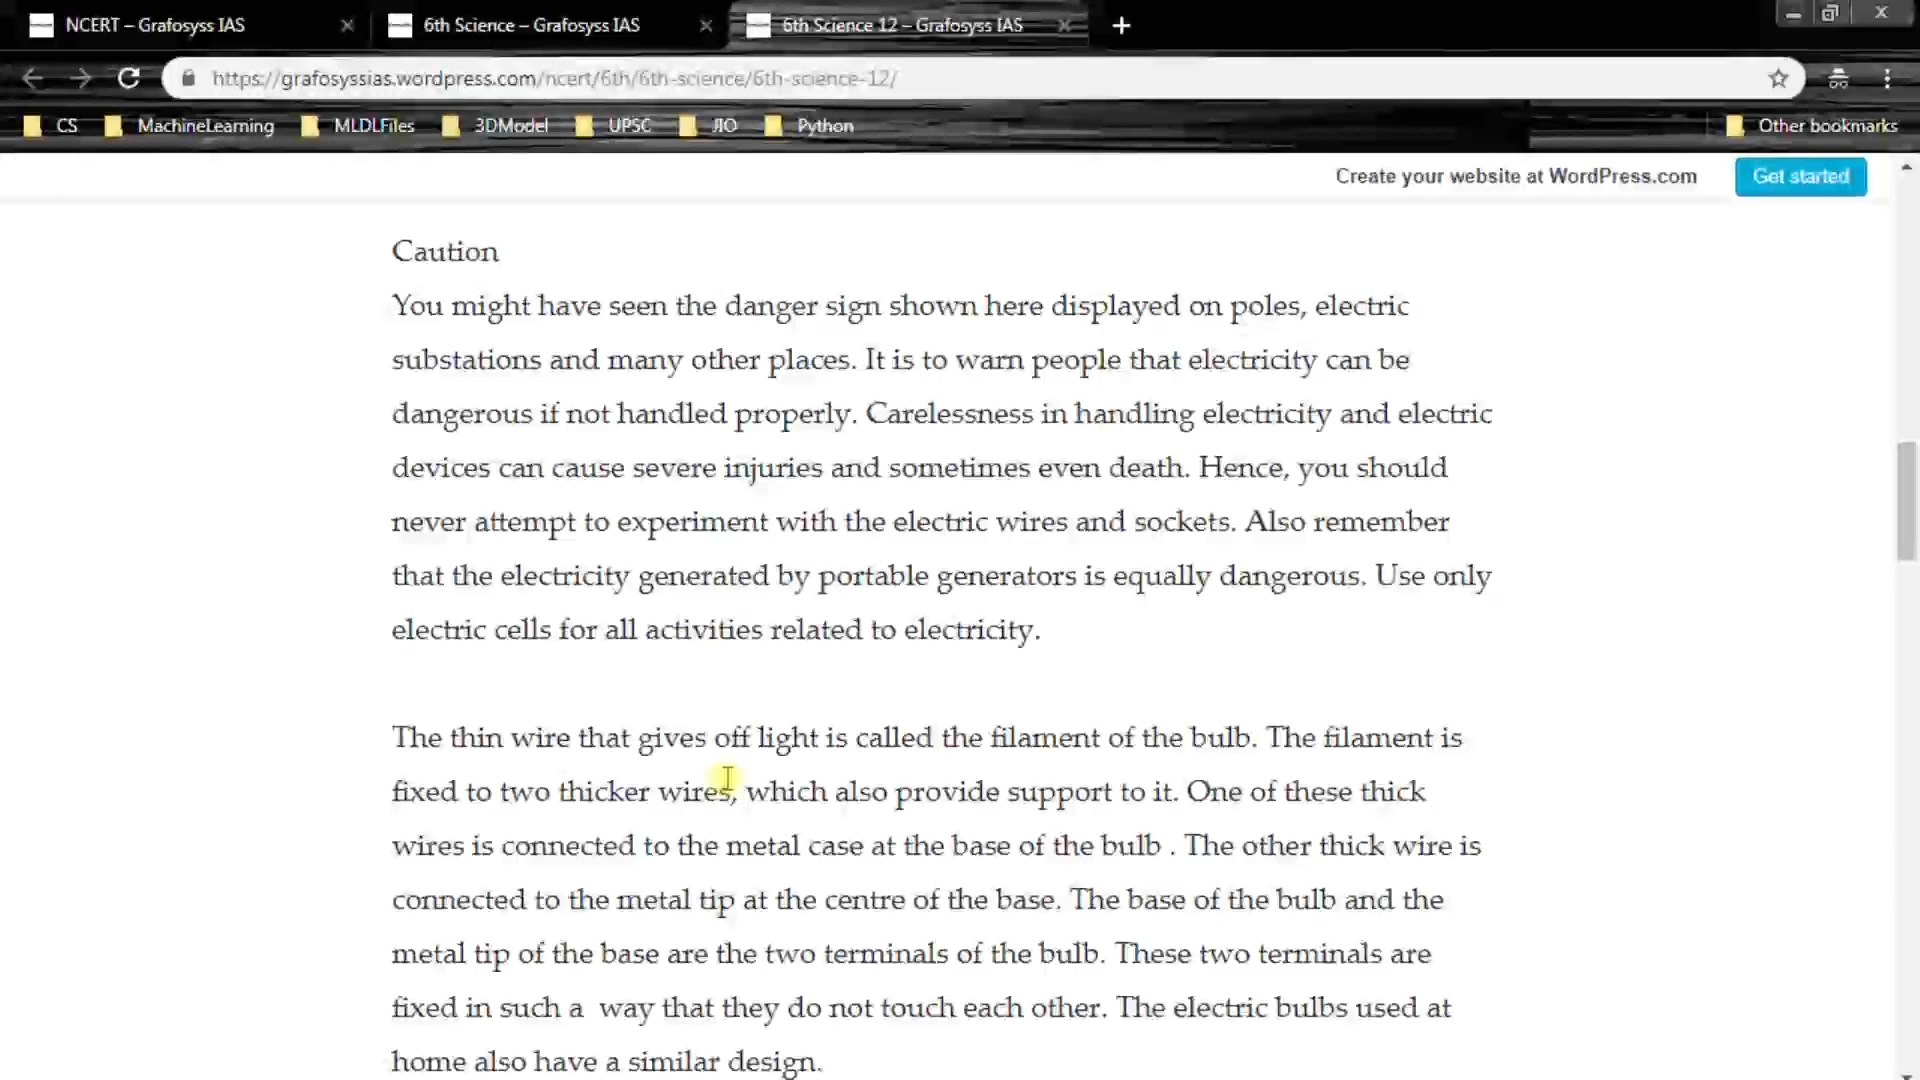 NCERT – Grafosyss IAS
6th Science – Grafosyss IAS
6th Science 12 – Grafosyss IAS
https://grafosyssias.wordpress.com/ncert/6th/6th-science/6th-science-12/
CS
MachineLearning
MLDLFiles
3DModel
UPSC
JIO
Python
Other bookmarks
Create your website at WordPress.com
Get started
Caution
You might have seen the danger sign shown here displayed on poles, electric
substations and many other places. It is to warn people that electricity can be
dangerous if not handled properly. Carelessness in handling electricity and electric
devices can cause severe injuries and sometimes even death. Hence, you should
never attempt to experiment with the electric wires and sockets. Also remember
that the electricity generated by portable generators is equally dangerous. Use only
electric cells for all activities related to electricity.
The thin wire that gives off light is called the filament of the bulb. The filament is
fixed to two thicker wires, which also provide support to it. One of these thick
wires is connected to the metal case at the base of the bulb . The other thick wire is
connected to the metal tip at the centre of the base. The base of the bulb and the
metal tip of the base are the two terminals of the bulb. These two terminals are
fixed in such a  way that they do not touch each other. The electric bulbs used at
home also have a similar design.